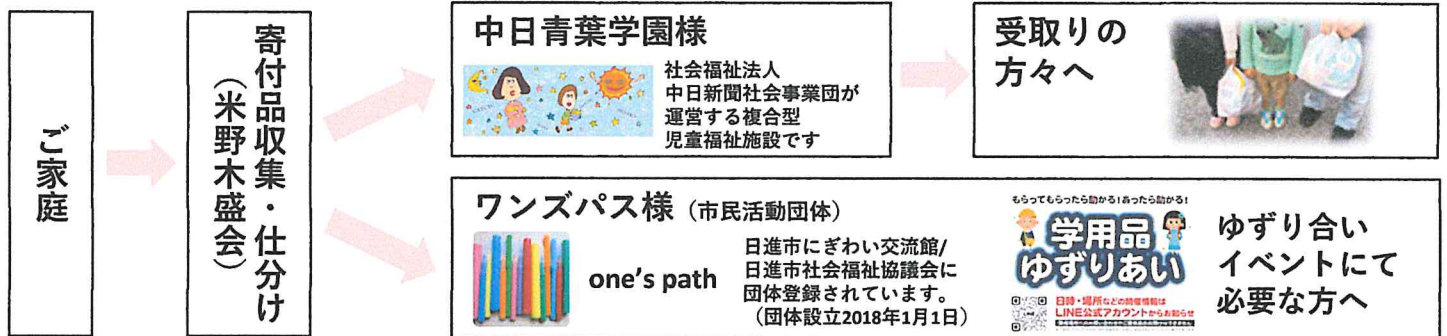 ご家庭
寄付品収集・仕分け
（米野木盛会）
中日青葉学園様
社会福祉法人
中日新聞社会事業団が
運営する複合型
児童福祉施設です
受取りの
方々へ
ワンズパス様（市民活動団体）
one's path
日進市にぎわい交流館/
日進市社会福祉協議会に
団体登録されています。
（団体設立2018年1月1日）
もらってもらったら助かる！あったら助かる！
学用品
ゆずりあい
日時・場所などの開催情報は
LINE公式アカウントからお知らせ
ゆずり合い
イベントにて
必要な方へ